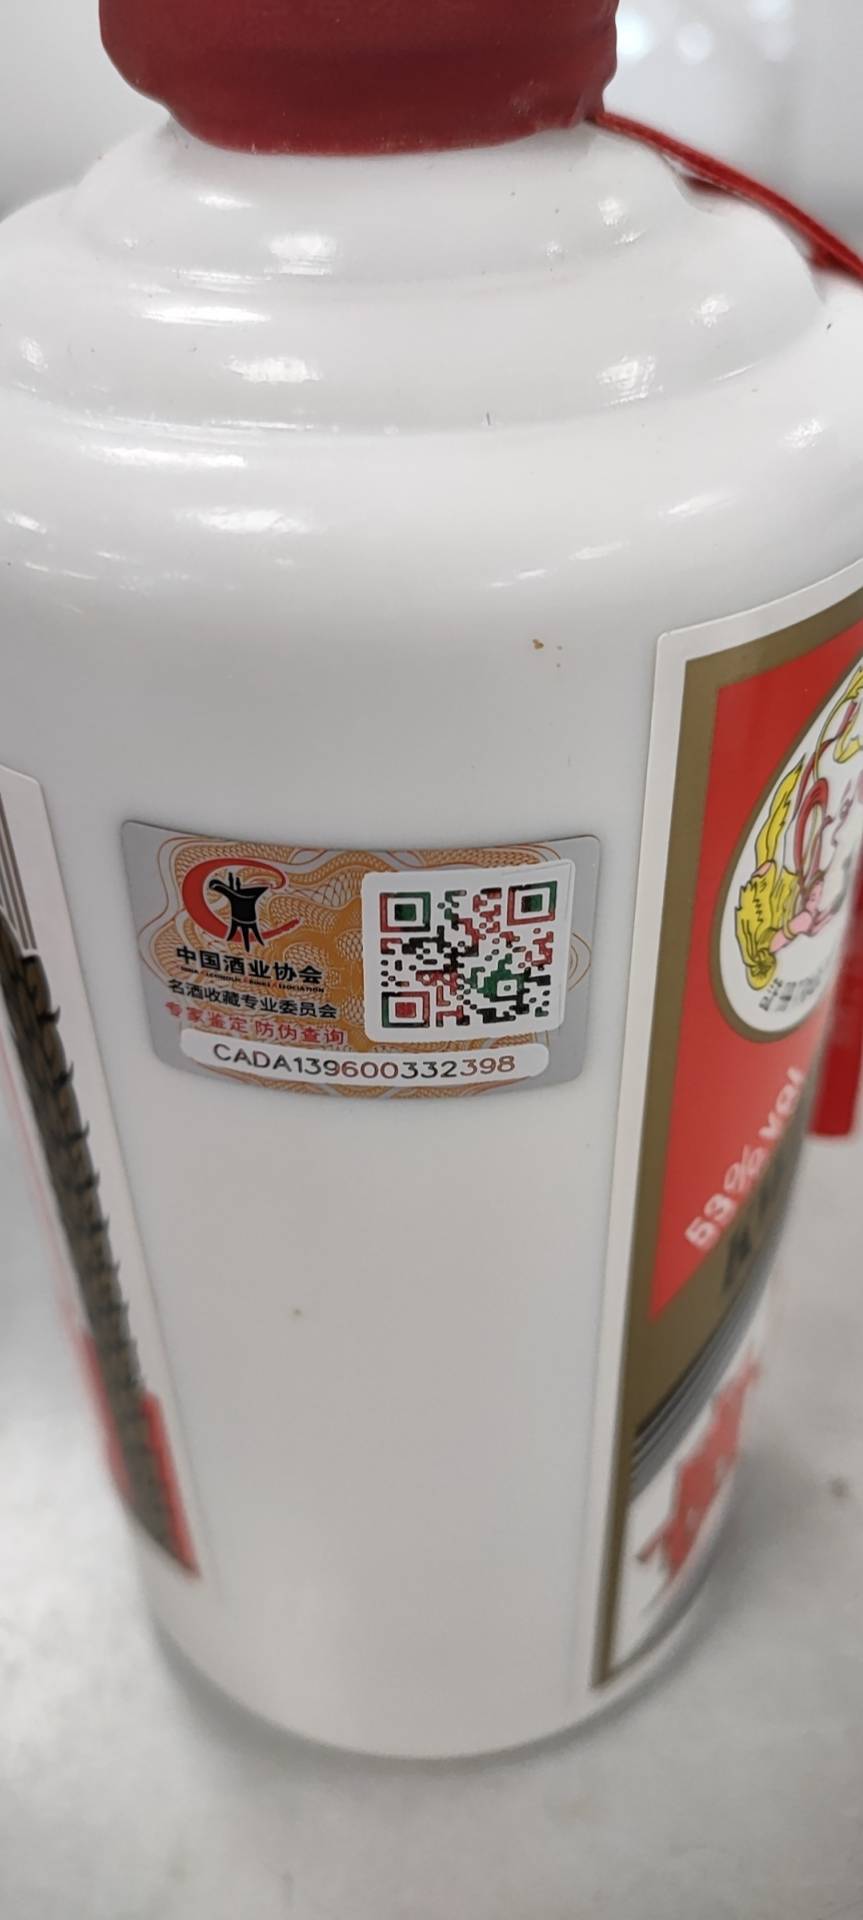 中国酒业协会
名酒收藏专业委员会
专家鉴定 防伪查询
CADA139600332398
53% vol